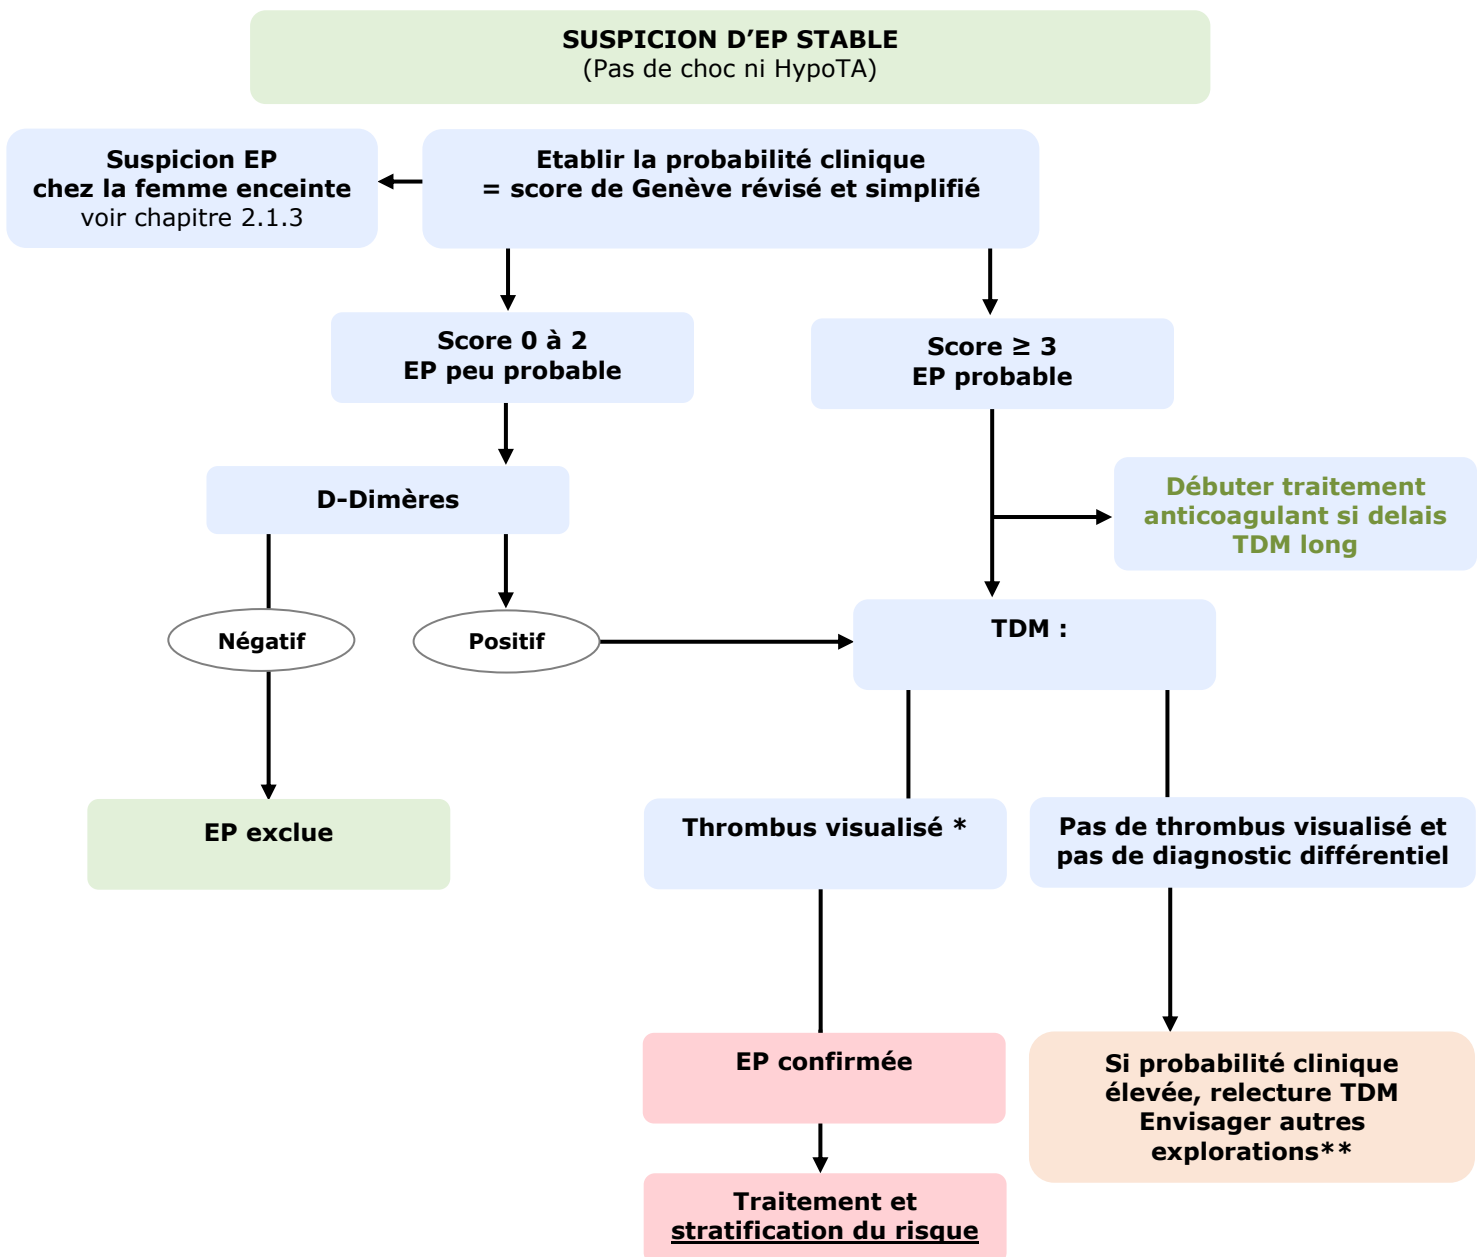 SUSPICION D’EP STABLE
(Pas de choc ni HypoTA)
Suspicion EP
chez la femme enceinte
voir chapitre 2.1.3
Etablir la probabilité clinique
= score de Genève révisé et simplifié
Score 0 à 2
EP peu probable
Score ≥ 3
EP probable
D-Dimères
Débuter traitement
anticoagulant si delais
TDM long
Négatif
Positif
TDM :
EP exclue
Thrombus visualisé *
Pas de thrombus visualisé et
pas de diagnostic différentiel
EP confirmée
Si probabilité clinique
élevée, relecture TDM
Envisager autres
explorations**
Traitement et
stratification du risque